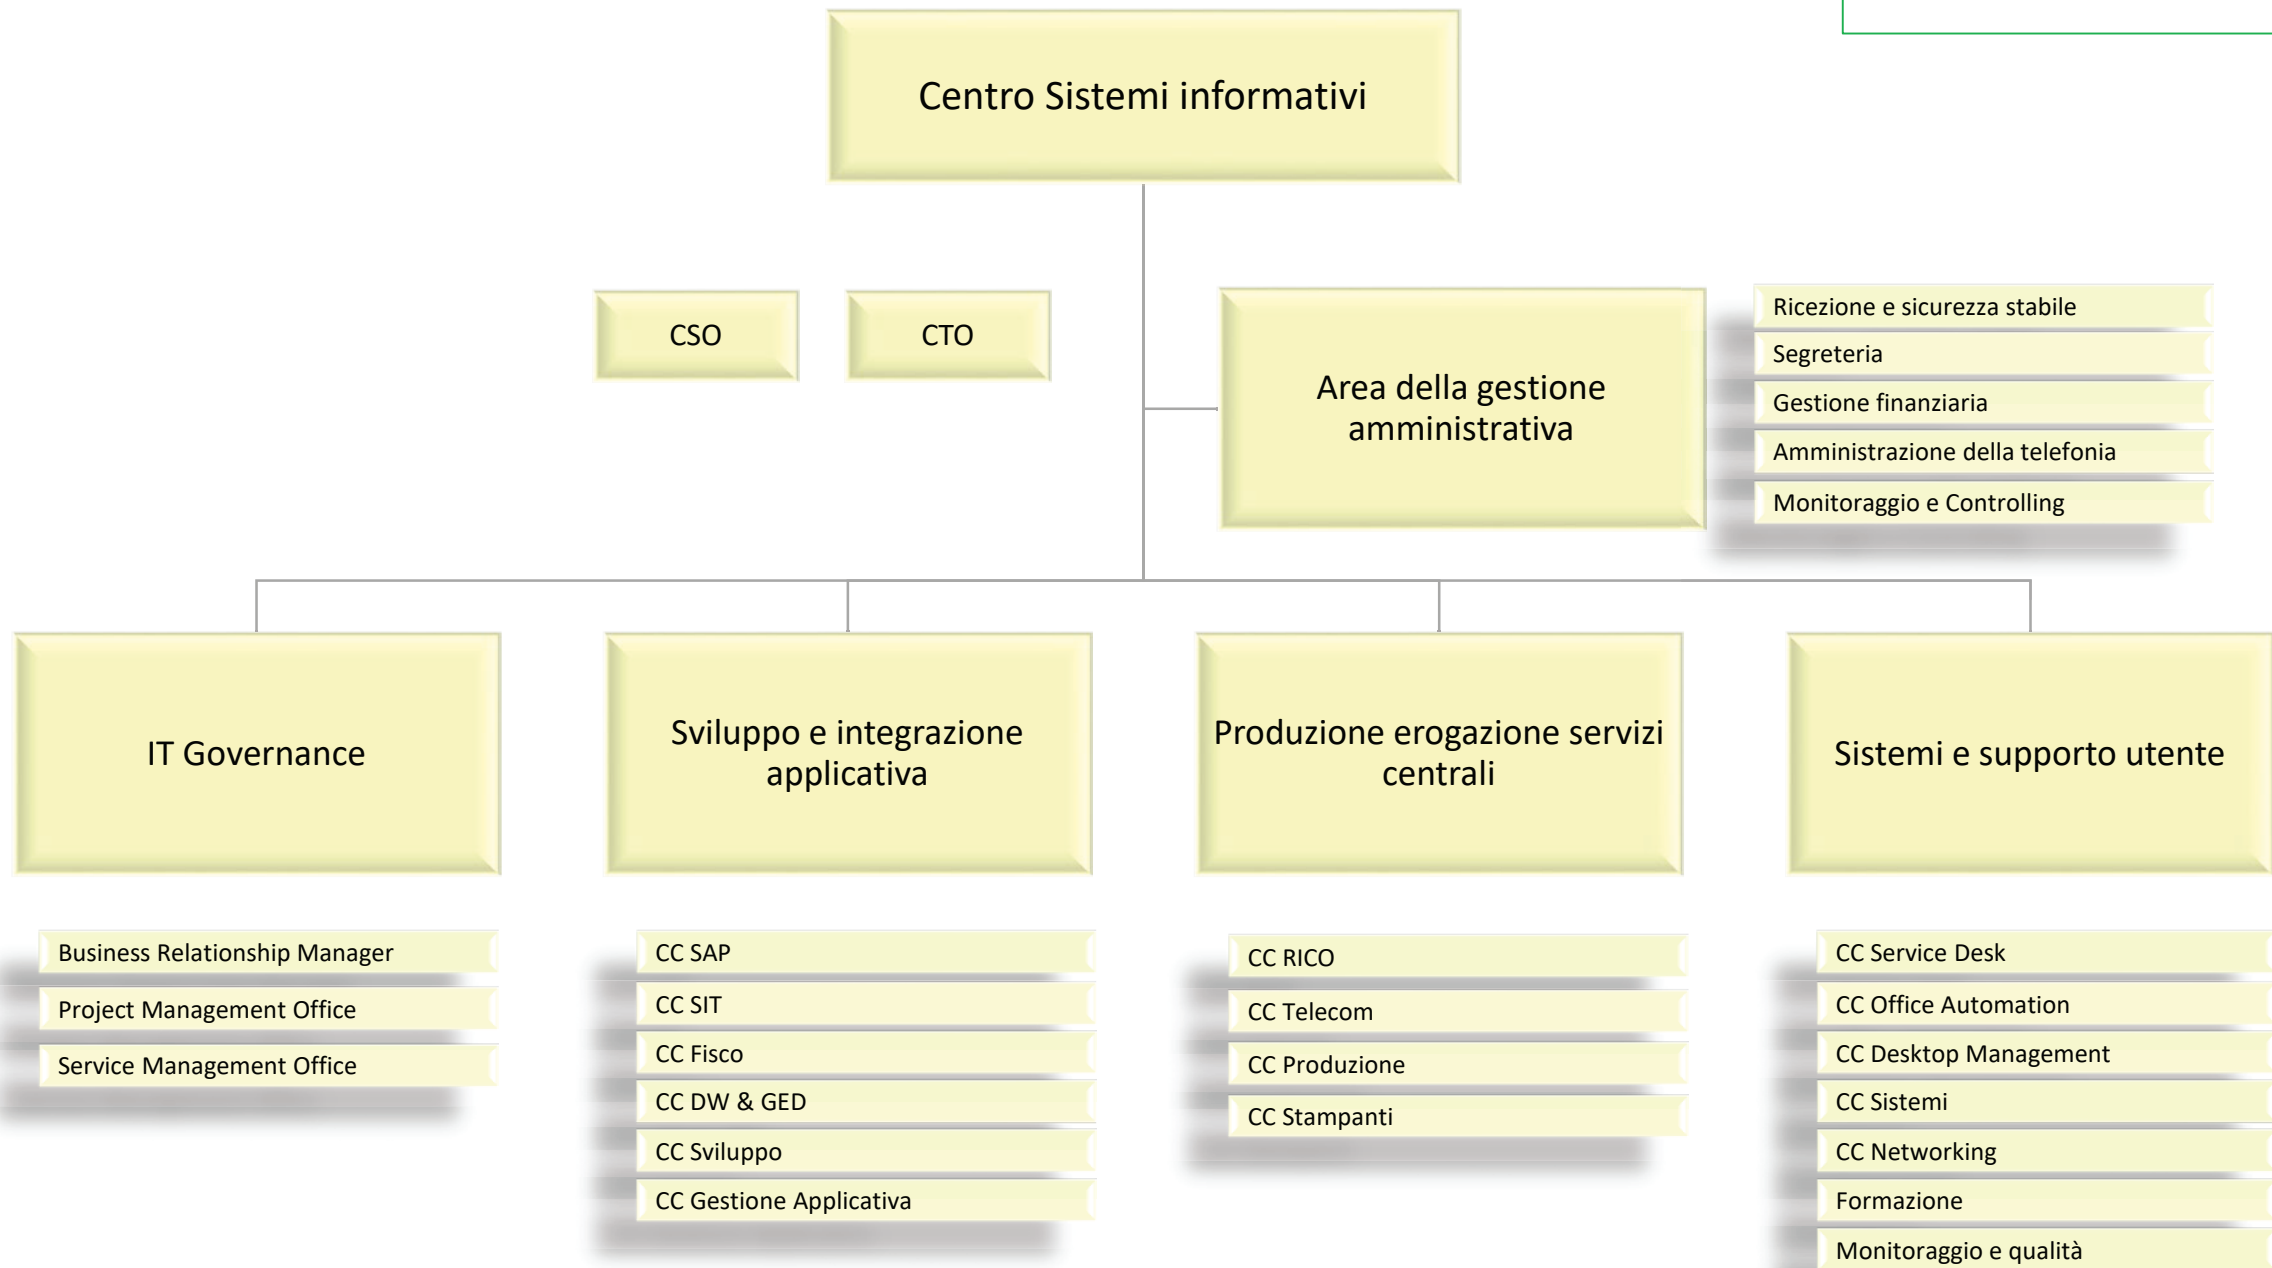 Centro Sistemi informativi
CSO
CTO
Area della gestione
amministrativa
Ricezione e sicurezza stabile
Segreteria
Gestione finanziaria
Amministrazione della telefonia
Monitoraggio e Controlling
IT Governance
Sviluppo e integrazione
applicativa
Produzione erogazione servizi
centrali
Sistemi e supporto utente
Business Relationship Manager
Project Management Office
Service Management Office
CC SAP
CC SIT
CC Fisco
CC DW & GED
CC Sviluppo
CC Gestione Applicativa
CC RICO
CC Telecom
CC Produzione
CC Stampanti
CC Service Desk
CC Office Automation
CC Desktop Management
CC Sistemi
CC Networking
Formazione
Monitoraggio e qualità